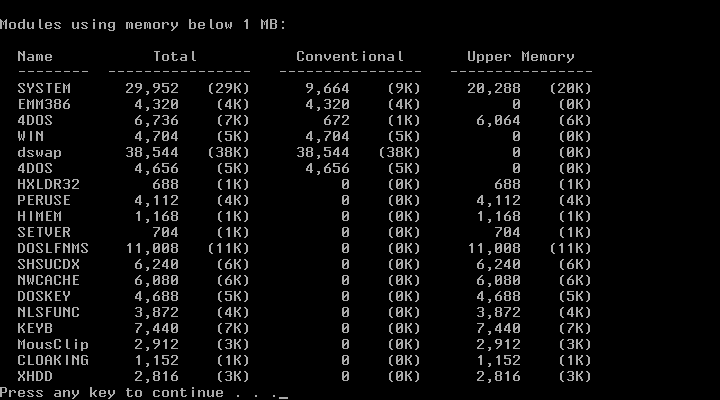 Modules using memory below 1 MB:
Name Total Conventional Upper Memory
-------- ---------------- ---------------- ----------------
SYSTEM 29,952 (29K) 9,664 (9K) 20,288 (20K)
EMM386 4,320 (4K) 4,320 (4K) 0 (0K)
4DOS 6,736 (7K) 672 (1K) 6,064 (6K)
WIN 4,704 (5K) 4,704 (5K) 0 (0K)
dswap 38,544 (38K) 38,544 (38K) 0 (0K)
4DOS 4,656 (5K) 4,656 (5K) 0 (0K)
HXLDR32 688 (1K) 0 (0K) 688 (1K)
PERUSE 4,112 (4K) 0 (0K) 4,112 (4K)
HIMEM 1,168 (1K) 0 (0K) 1,168 (1K)
SETVER 704 (1K) 0 (0K) 704 (1K)
DOSLFNMS 11,008 (11K) 0 (0K) 11,008 (11K)
SHSUCDX 6,240 (6K) 0 (0K) 6,240 (6K)
NWCACHE 6,080 (6K) 0 (0K) 6,080 (6K)
DOSKEY 4,688 (5K) 0 (0K) 4,688 (5K)
NLSFUNC 3,872 (4K) 0 (0K) 3,872 (4K)
KEYB 7,440 (7K) 0 (0K) 7,440 (7K)
MousClip 2,912 (3K) 0 (0K) 2,912 (3K)
CLOAKING 1,152 (1K) 0 (0K) 1,152 (1K)
XHDD 2,816 (3K) 0 (0K) 2,816 (3K)
Press any key to continue . . ._